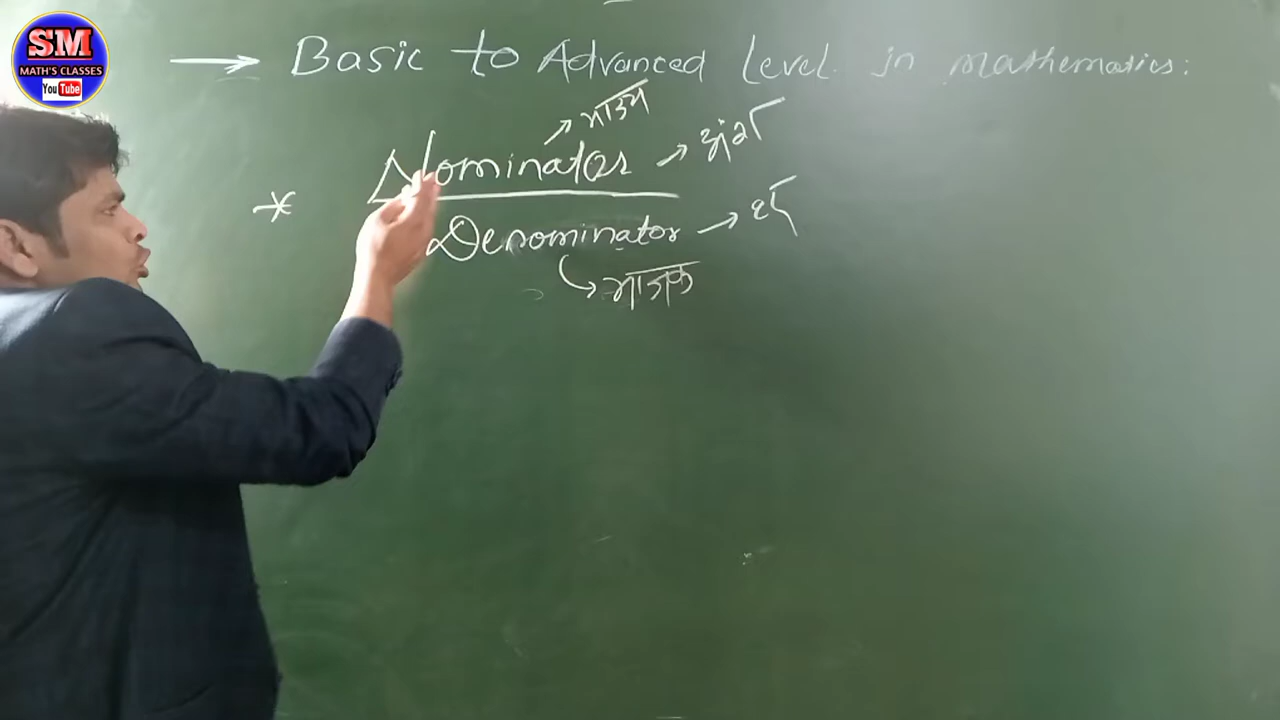 SM
MATH'S CLASSES
YouTube
→ Basic to Advanced Level in mathematics:
भाज्य
* Nominator → अंश
Denominator → हर
भाजक